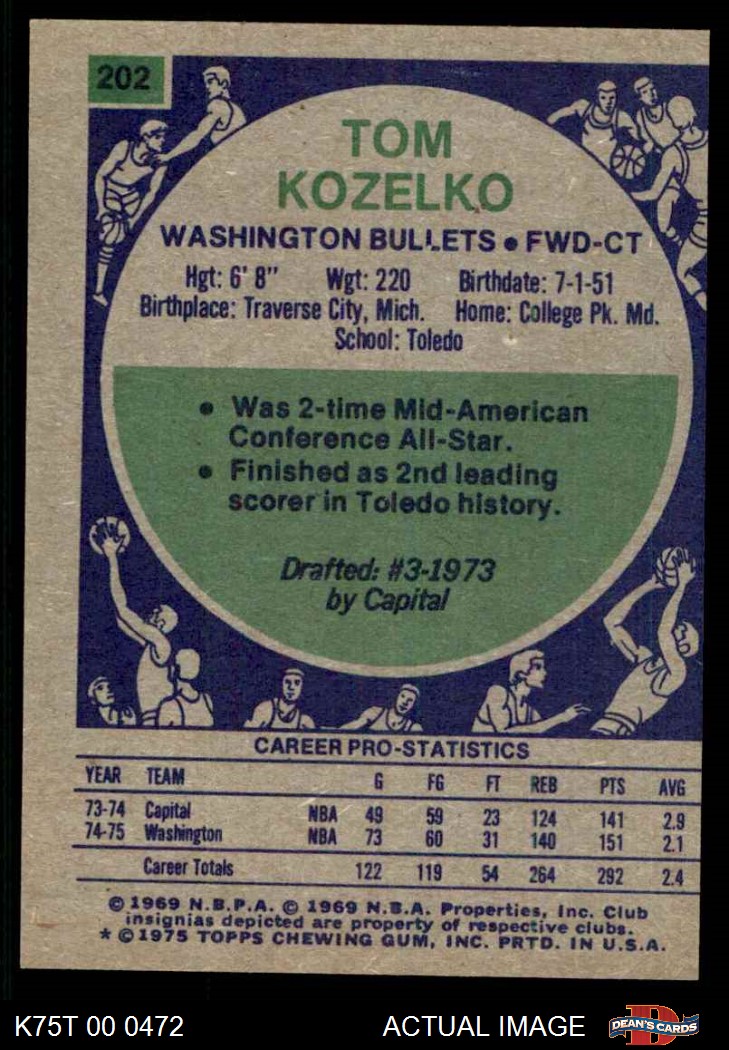 202
TOM
KOZELKO
WASHINGTON BULLETS • FWD-CT
Hgt: 6' 8" Wgt: 220 Birthdate: 7-1-51
Birthplace: Traverse City, Mich. Home: College Pk. Md.
School: Toledo
• Was 2-time Mid-American
Conference All-Star.
• Finished as 2nd leading
scorer in Toledo history.
Drafted: #3-1973
by Capital
CAREER PRO-STATISTICS
YEAR TEAM G FG FT REB PTS AVG
73-74 Capital NBA 49 59 23 124 141 2.9
74-75 Washington NBA 73 60 31 140 151 2.1
Career Totals 122 119 54 264 292 2.4
© 1969 N.B.P.A. © 1969 N.B.A. Properties, Inc. Club
insignias depicted are property of respective clubs.
* © 1975 TOPPS CHEWING GUM, INC. PRTD. IN U.S.A.
K75T 00 0472 ACTUAL IMAGE D DEAN'S CARDS